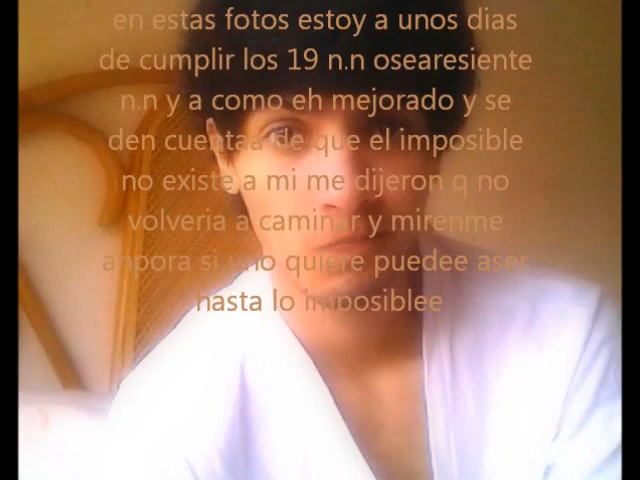 en estas fotos estoy a unos dias
de cumplir los 19 n.n osearesiente
n.n y a como eh mejorado y se
den cuentaa de que el imposible
no existe a mi me dijeron q no
volveria a caminar y mirenme
anpora si uno quiere puedee aser
hasta lo imposiblee